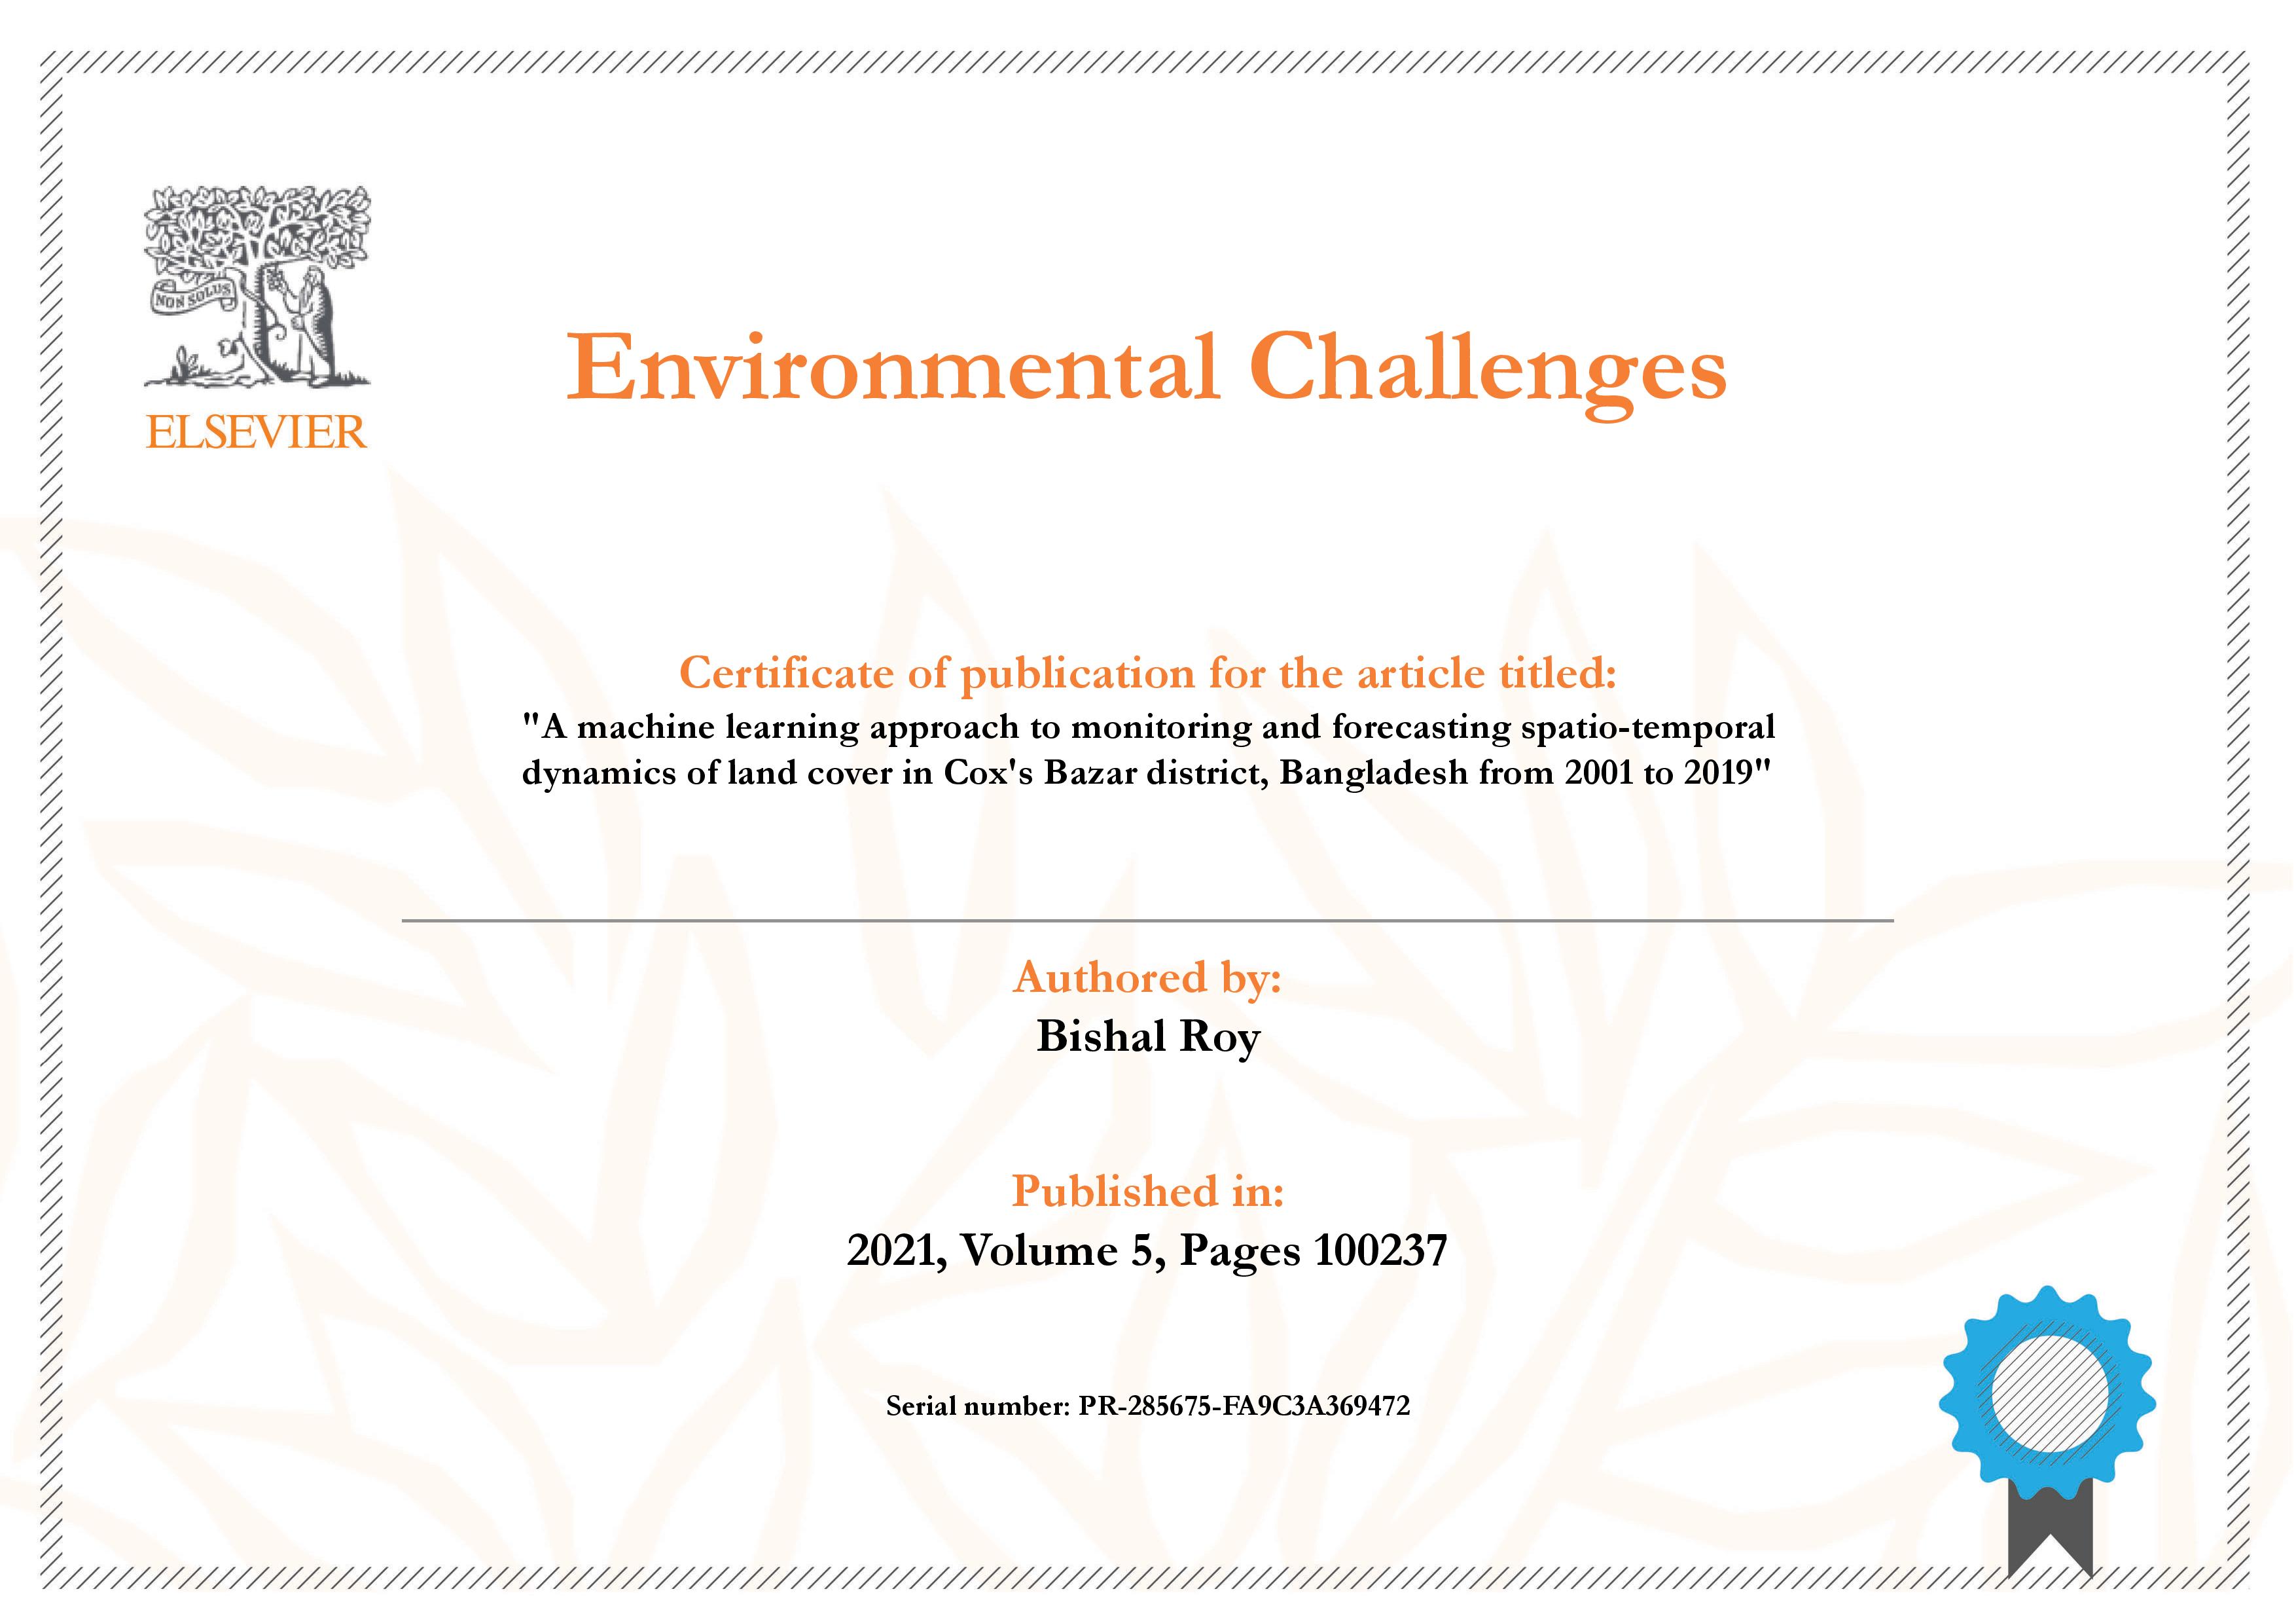 NON SOLUS
ELSEVIER
Environmental Challenges
Certificate of publication for the article titled:
"A machine learning approach to monitoring and forecasting spatio-temporal
dynamics of land cover in Cox's Bazar district, Bangladesh from 2001 to 2019"
Authored by:
Bishal Roy
Published in:
2021, Volume 5, Pages 100237
Serial number: PR-285675-FA9C3A369472